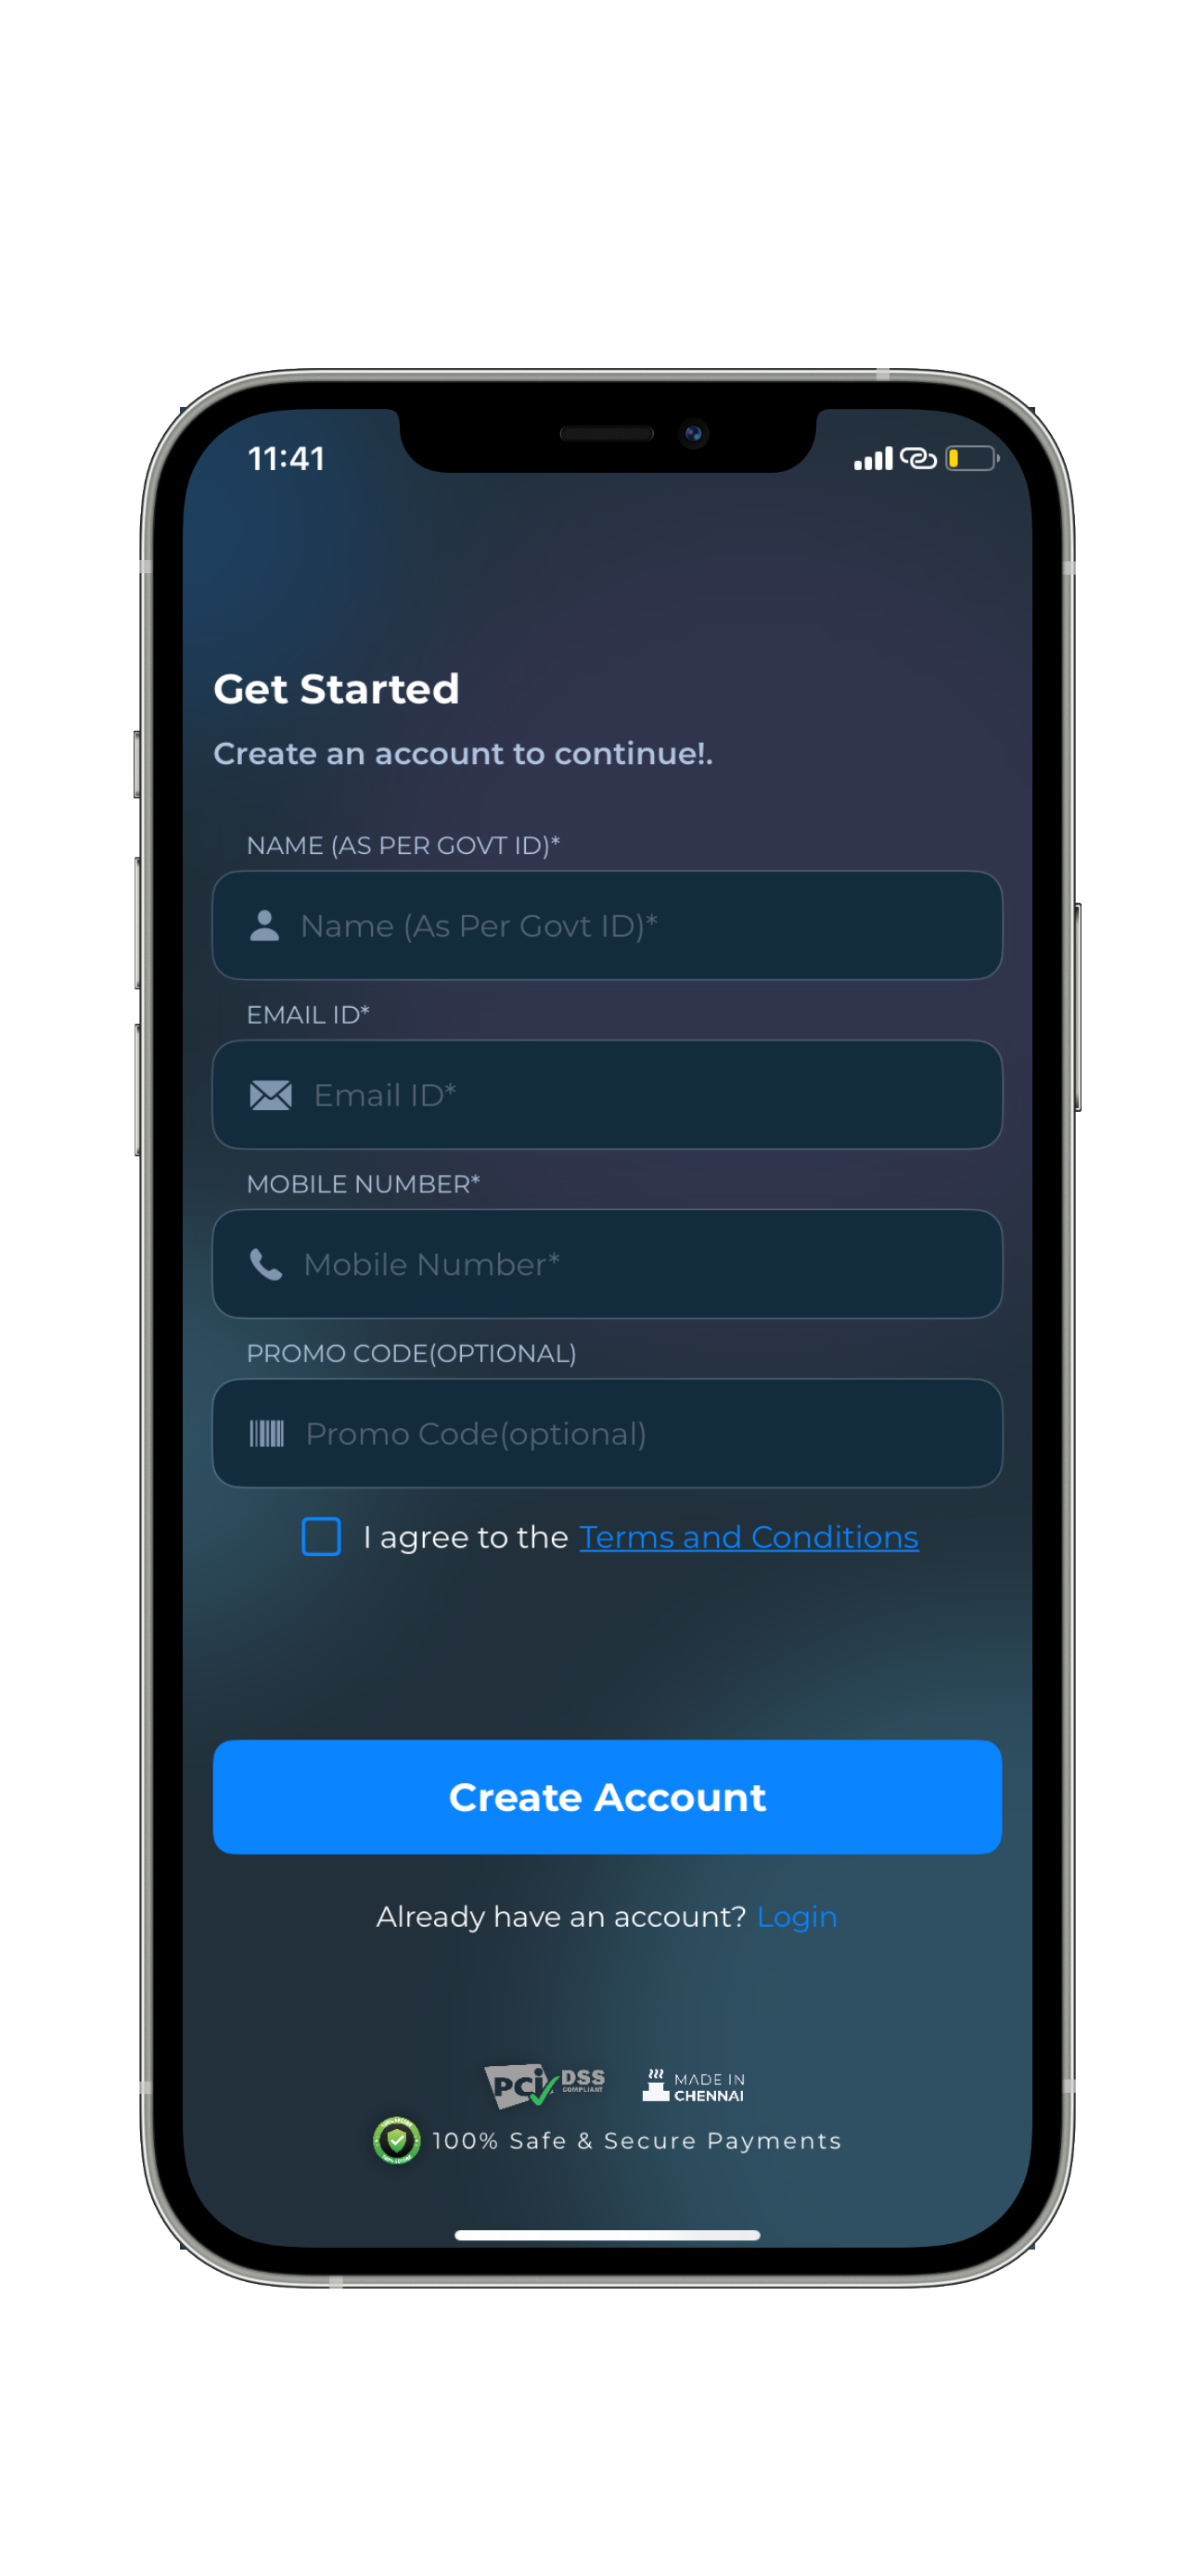 11:41
Get Started
Create an account to continue!.
NAME (AS PER GOVT ID)*
Name (As Per Govt ID)*
EMAIL ID*
Email ID*
MOBILE NUMBER*
Mobile Number*
PROMO CODE(OPTIONAL)
Promo Code(optional)
I agree to the Terms and Conditions
Create Account
Already have an account? Login
PCi DSS
COMPLIANT
MADE IN
CHENNAI
100% Safe & Secure Payments